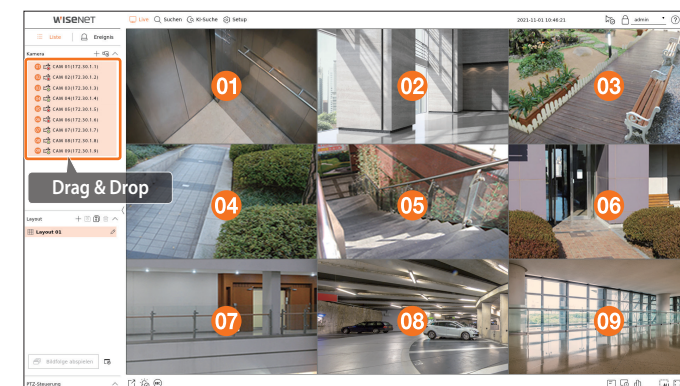 WISENET
Live Suchen KI-Suche Setup
2021-11-01 10:46:21
admin
Liste Ereignis
Kamera
CAM 01(172.30.1.1)
CAM 02(172.30.1.2)
CAM 03(172.30.1.3)
CAM 04(172.30.1.4)
CAM 05(172.30.1.5)
CAM 06(172.30.1.6)
CAM 07(172.30.1.7)
CAM 08(172.30.1.8)
CAM 09(172.30.1.9)
Drag & Drop
01
02
03
04
05
06
07
08
09
Layout
Layout 01
Bildfolge abspielen
PTZ-Steuerung